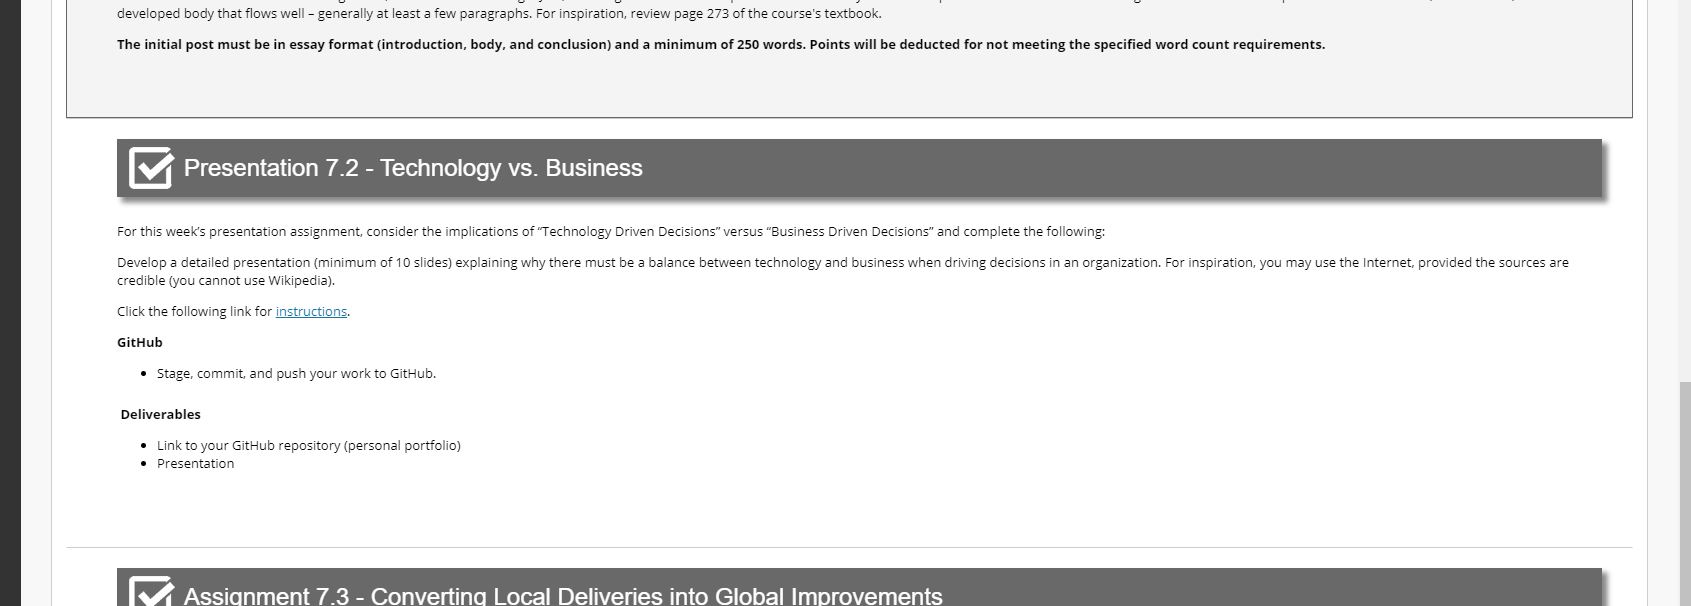 developed body that flows well – generally at least a few paragraphs. For inspiration, review page 273 of the course's textbook.
The initial post must be in essay format (introduction, body, and conclusion) and a minimum of 250 words. Points will be deducted for not meeting the specified word count requirements.
Presentation 7.2 - Technology vs. Business
For this week’s presentation assignment, consider the implications of “Technology Driven Decisions” versus “Business Driven Decisions” and complete the following:
Develop a detailed presentation (minimum of 10 slides) explaining why there must be a balance between technology and business when driving decisions in an organization. For inspiration, you may use the Internet, provided the sources are
credible (you cannot use Wikipedia).
Click the following link for instructions.
GitHub
• Stage, commit, and push your work to GitHub.
Deliverables
• Link to your GitHub repository (personal portfolio)
• Presentation
Assignment 7.3 - Converting Local Deliveries into Global Improvements